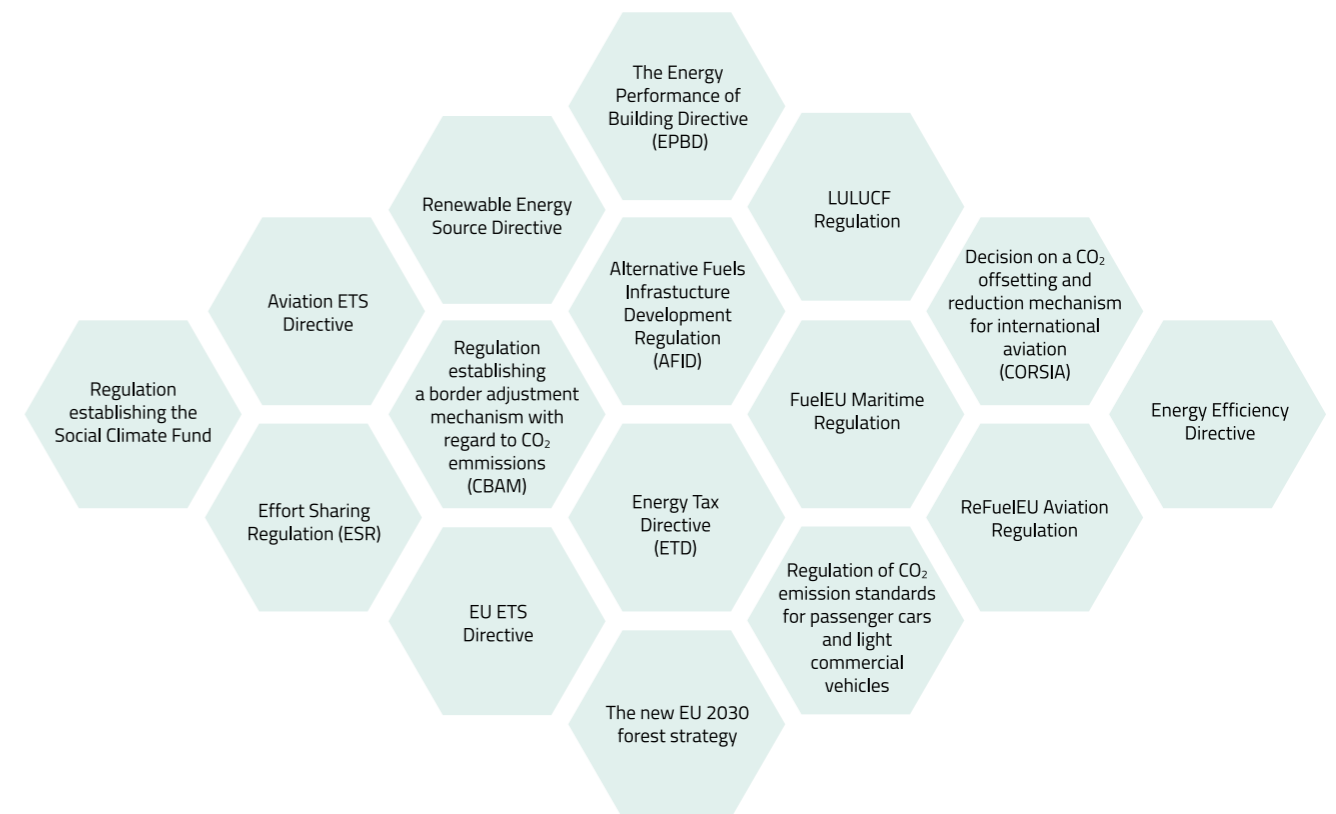 The Energy
Performance of
Building Directive
(EPBD)
Renewable Energy
Source Directive
LULUCF
Regulation
Aviation ETS
Directive
Alternative Fuels
Infrastucture
Development
Regulation
(AFID)
Decision on a CO₂
offsetting and
reduction mechanism
for international
aviation
(CORSIA)
Regulation
establishing the
Social Climate Fund
Regulation
establishing
a border adjustment
mechanism with
regard to CO₂
emmissions
(CBAM)
FuelEU Maritime
Regulation
Energy Efficiency
Directive
Effort Sharing
Regulation (ESR)
Energy Tax
Directive
(ETD)
ReFuelEU Aviation
Regulation
EU ETS
Directive
Regulation of CO₂
emission standards
for passenger cars
and light
commercial
vehicles
The new EU 2030
forest strategy